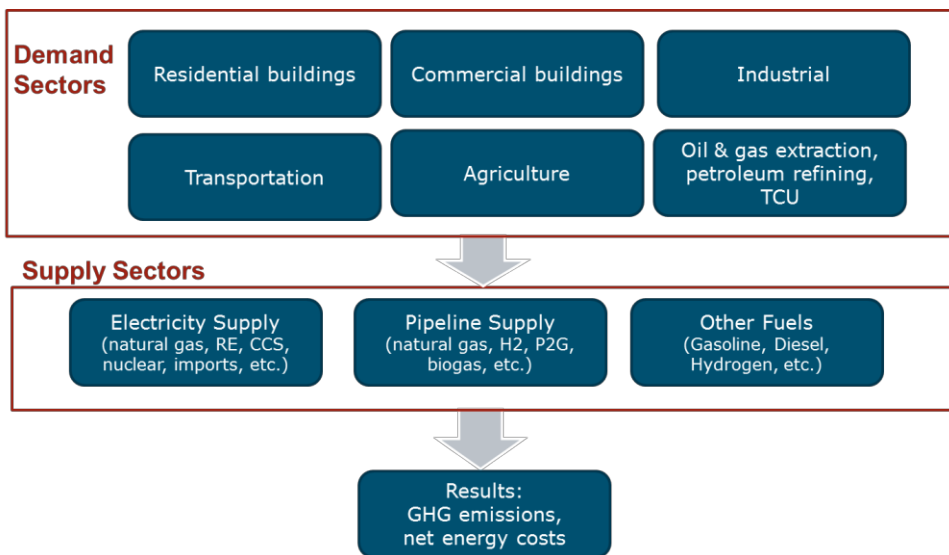 Demand
Sectors
Residential buildings
Commercial buildings
Industrial
Transportation
Agriculture
Oil & gas extraction,
petroleum refining,
TCU
Supply Sectors
Electricity Supply
(natural gas, RE, CCS,
nuclear, imports, etc.)
Pipeline Supply
(natural gas, H2, P2G,
biogas, etc.)
Other Fuels
(Gasoline, Diesel,
Hydrogen, etc.)
Results:
GHG emissions,
net energy costs